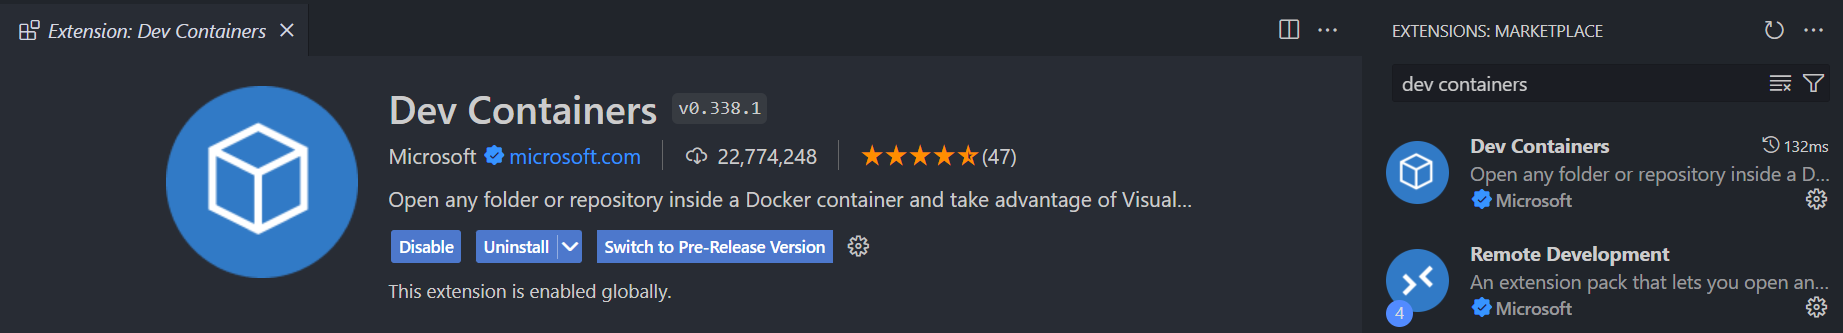 Extension: Dev Containers
Dev Containers v0.338.1
Microsoft microsoft.com 22,774,248 (47)
Open any folder or repository inside a Docker container and take advantage of Visual...
Disable Uninstall Switch to Pre-Release Version
This extension is enabled globally.
EXTENSIONS: MARKETPLACE
dev containers
Dev Containers 132ms
Open any folder or repository inside a D...
Microsoft
Remote Development
An extension pack that lets you open an...
4 Microsoft